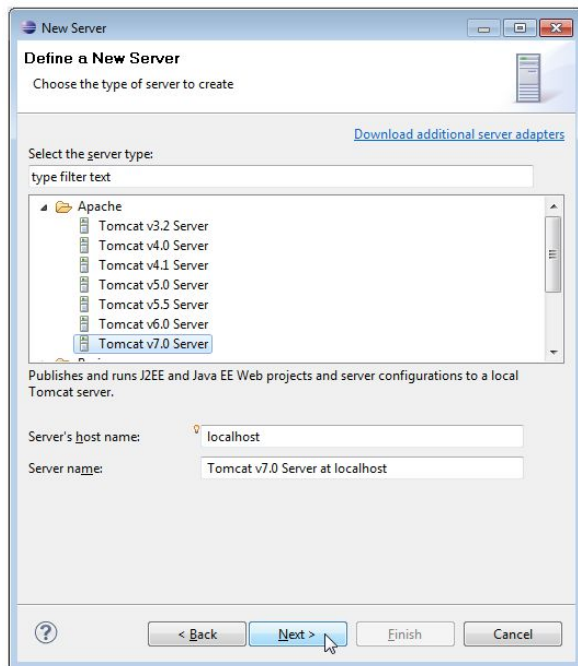 New Server
Define a New Server
Choose the type of server to create
Download additional server adapters
Select the server type:
type filter text
Apache
Tomcat v3.2 Server
Tomcat v4.0 Server
Tomcat v4.1 Server
Tomcat v5.0 Server
Tomcat v5.5 Server
Tomcat v6.0 Server
Tomcat v7.0 Server
Publishes and runs J2EE and Java EE Web projects and server configurations to a local
Tomcat server.
Server's host name: localhost
Server name: Tomcat v7.0 Server at localhost
? < Back Next > Finish Cancel